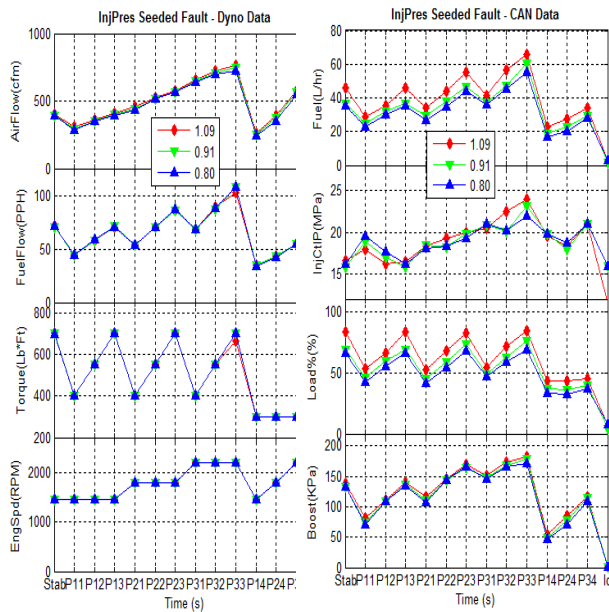 InjPres Seeded Fault - Dyno Data
1000
500
0
AirFlow(cfm)
1.09
0.91
0.80
100
50
0
FuelFlow(PPH)
800
600
400
200
Torque(Lb*Ft)
2000
1000
0
EngSpd(RPM)
Stab P11 P12 P13 P21 P22 P23 P31 P32 P33 P14 P24 P3
Time (s)
InjPres Seeded Fault - CAN Data
80
60
40
20
0
Fuel(L/hr)
1.09
0.91
0.80
25
20
15
InjCtlP(MPa)
100
50
0
Load%(%)
200
150
100
50
0
Boost(KPa)
Stab P11 P12 P13 P21 P22 P23 P31 P32 P33 P14 P24 P34
Time (s)